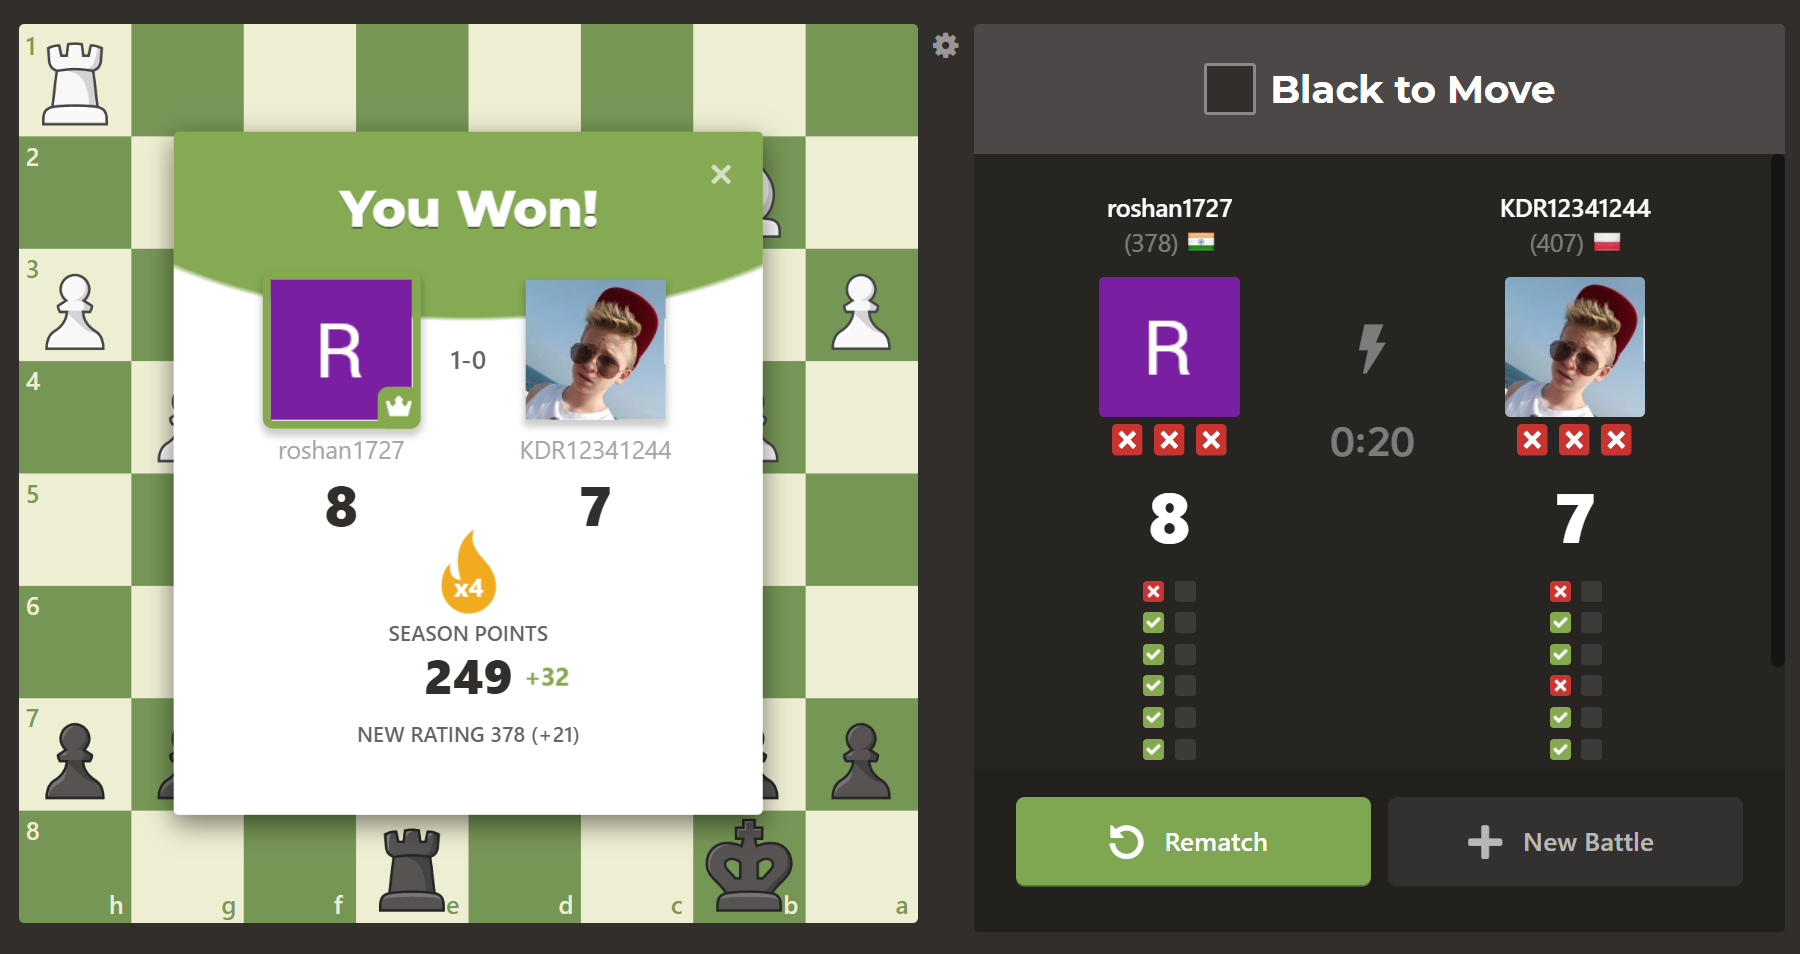 1
2
3
4
5
6
7
8
h g f e d c b a
Black to Move
You Won!
R
1-0
roshan1727
KDR12341244
8
7
x4
SEASON POINTS
249 +32
NEW RATING 378 (+21)
roshan1727
(378)
KDR12341244
(407)
R
0:20
8
7
Rematch
New Battle